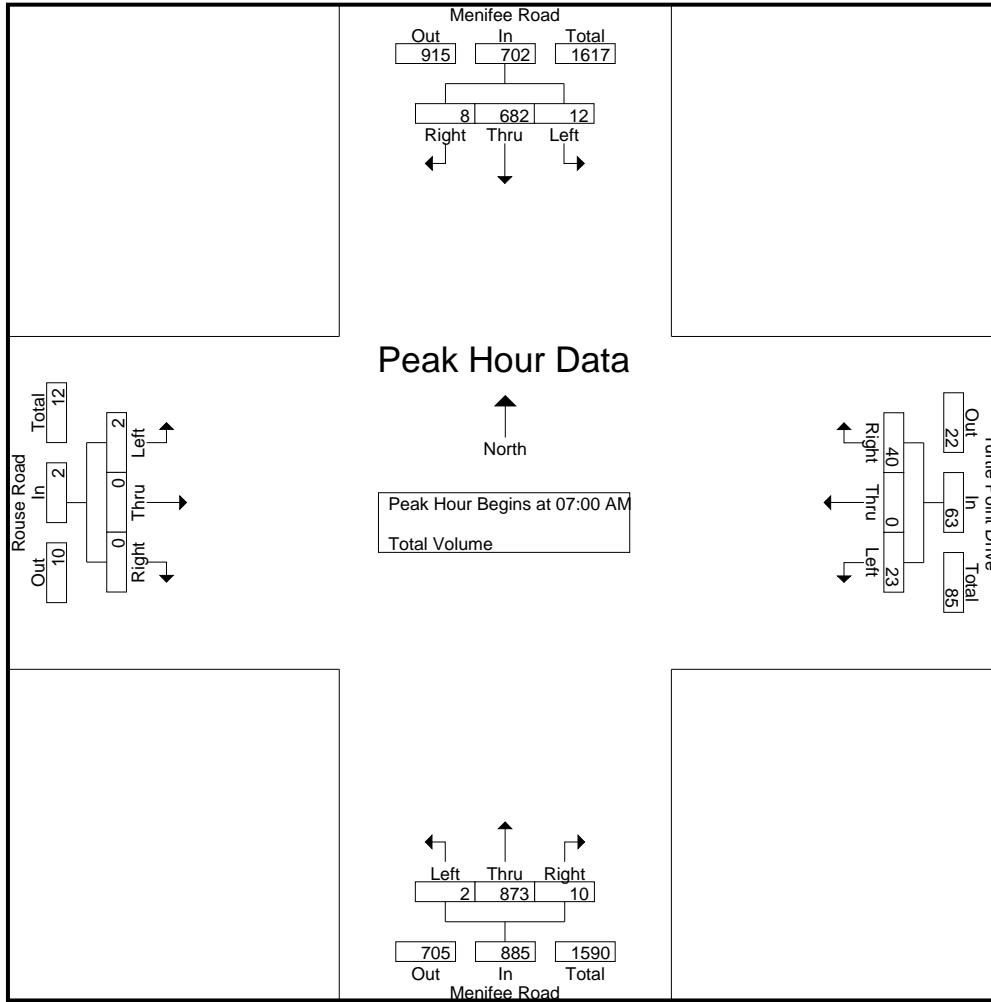 Menifee Road
Out In Total
915 702 1617
8 682 12
Right Thru Left
Peak Hour Data
North
Peak Hour Begins at 07:00 AM
Total Volume
Rouse Road
Out In Total
10 2 12
2 0 0
Left Thru Right
Turtle Point Drive
Out In Total
22 63 85
40 0 23
Right Thru Left
Left Thru Right
2 873 10
705 885 1590
Out In Total
Menifee Road